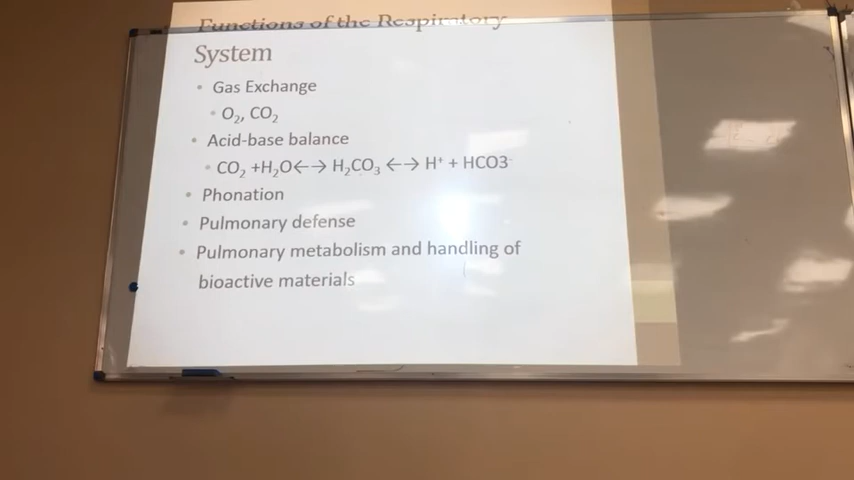 Functions of the Respiratory
System
• Gas Exchange
• O₂, CO₂
• Acid-base balance
• CO₂ +H₂O←→ H₂CO₃ ←→ H⁺ + HCO3⁻
• Phonation
• Pulmonary defense
• Pulmonary metabolism and handling of
bioactive materials